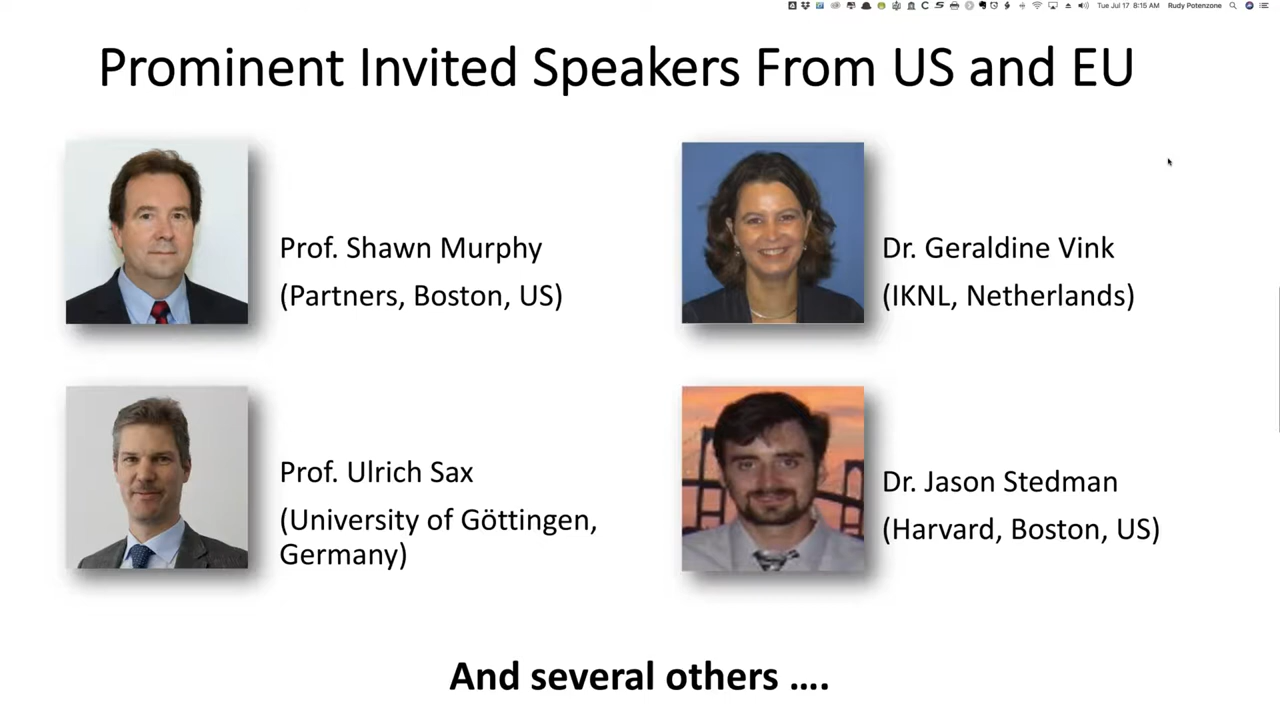 Tue Jul 17 8:15 AM Rudy Potenzone
Prominent Invited Speakers From US and EU
Prof. Shawn Murphy
(Partners, Boston, US)
Dr. Geraldine Vink
(IKNL, Netherlands)
Prof. Ulrich Sax
(University of Göttingen,
Germany)
Dr. Jason Stedman
(Harvard, Boston, US)
And several others ....